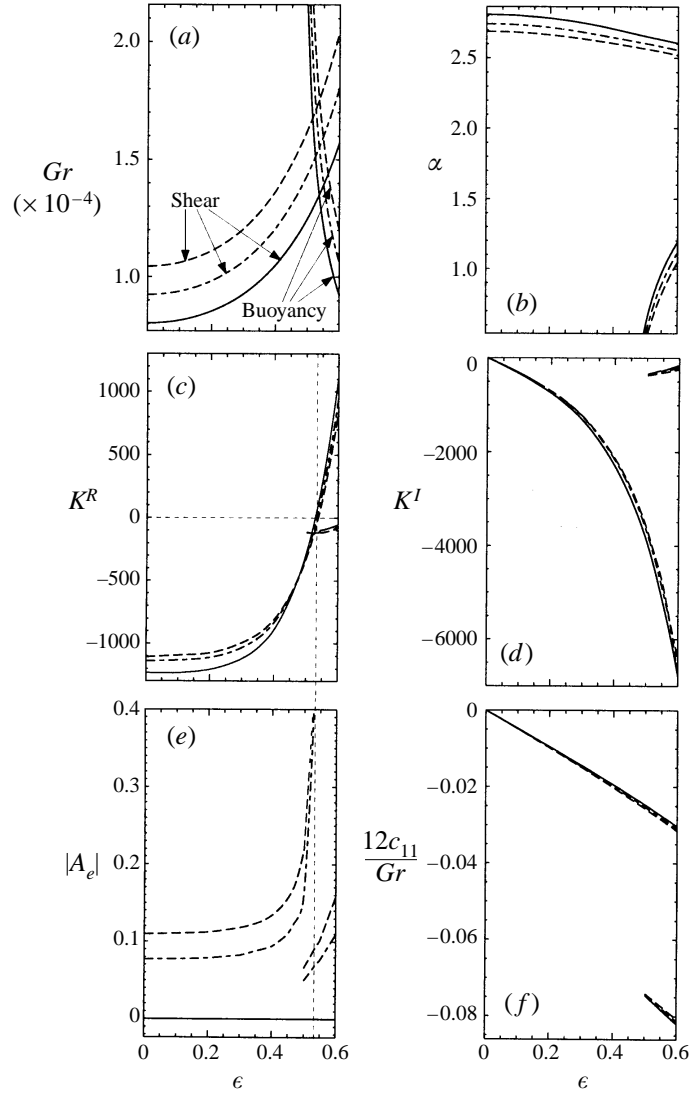 (a)
2.0
1.5
1.0
Gr
(× 10⁻⁴)
Shear
Buoyancy
(b)
2.5
2.0
1.5
1.0
α
(c)
1000
500
0
−500
−1000
K^R
(d)
0
−2000
−4000
−6000
K^I
(e)
0.4
0.3
0.2
0.1
0
|A_e|
0 0.2 0.4 0.6
ϵ
(f)
0
−0.02
−0.04
−0.06
−0.08
12c₁₁
Gr
0 0.2 0.4 0.6
ϵ